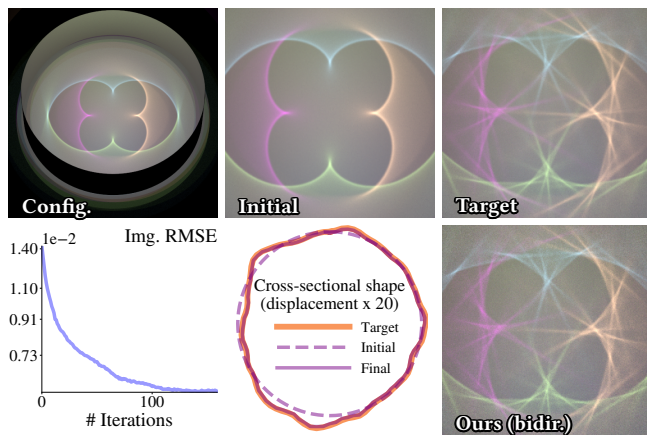 Config.
Initial
Target
Img. RMSE
1e−2
1.40
1.10
0.91
0.73
0
100
# Iterations
Cross-sectional shape
(displacement x 20)
Target
Initial
Final
Ours (bidir.)